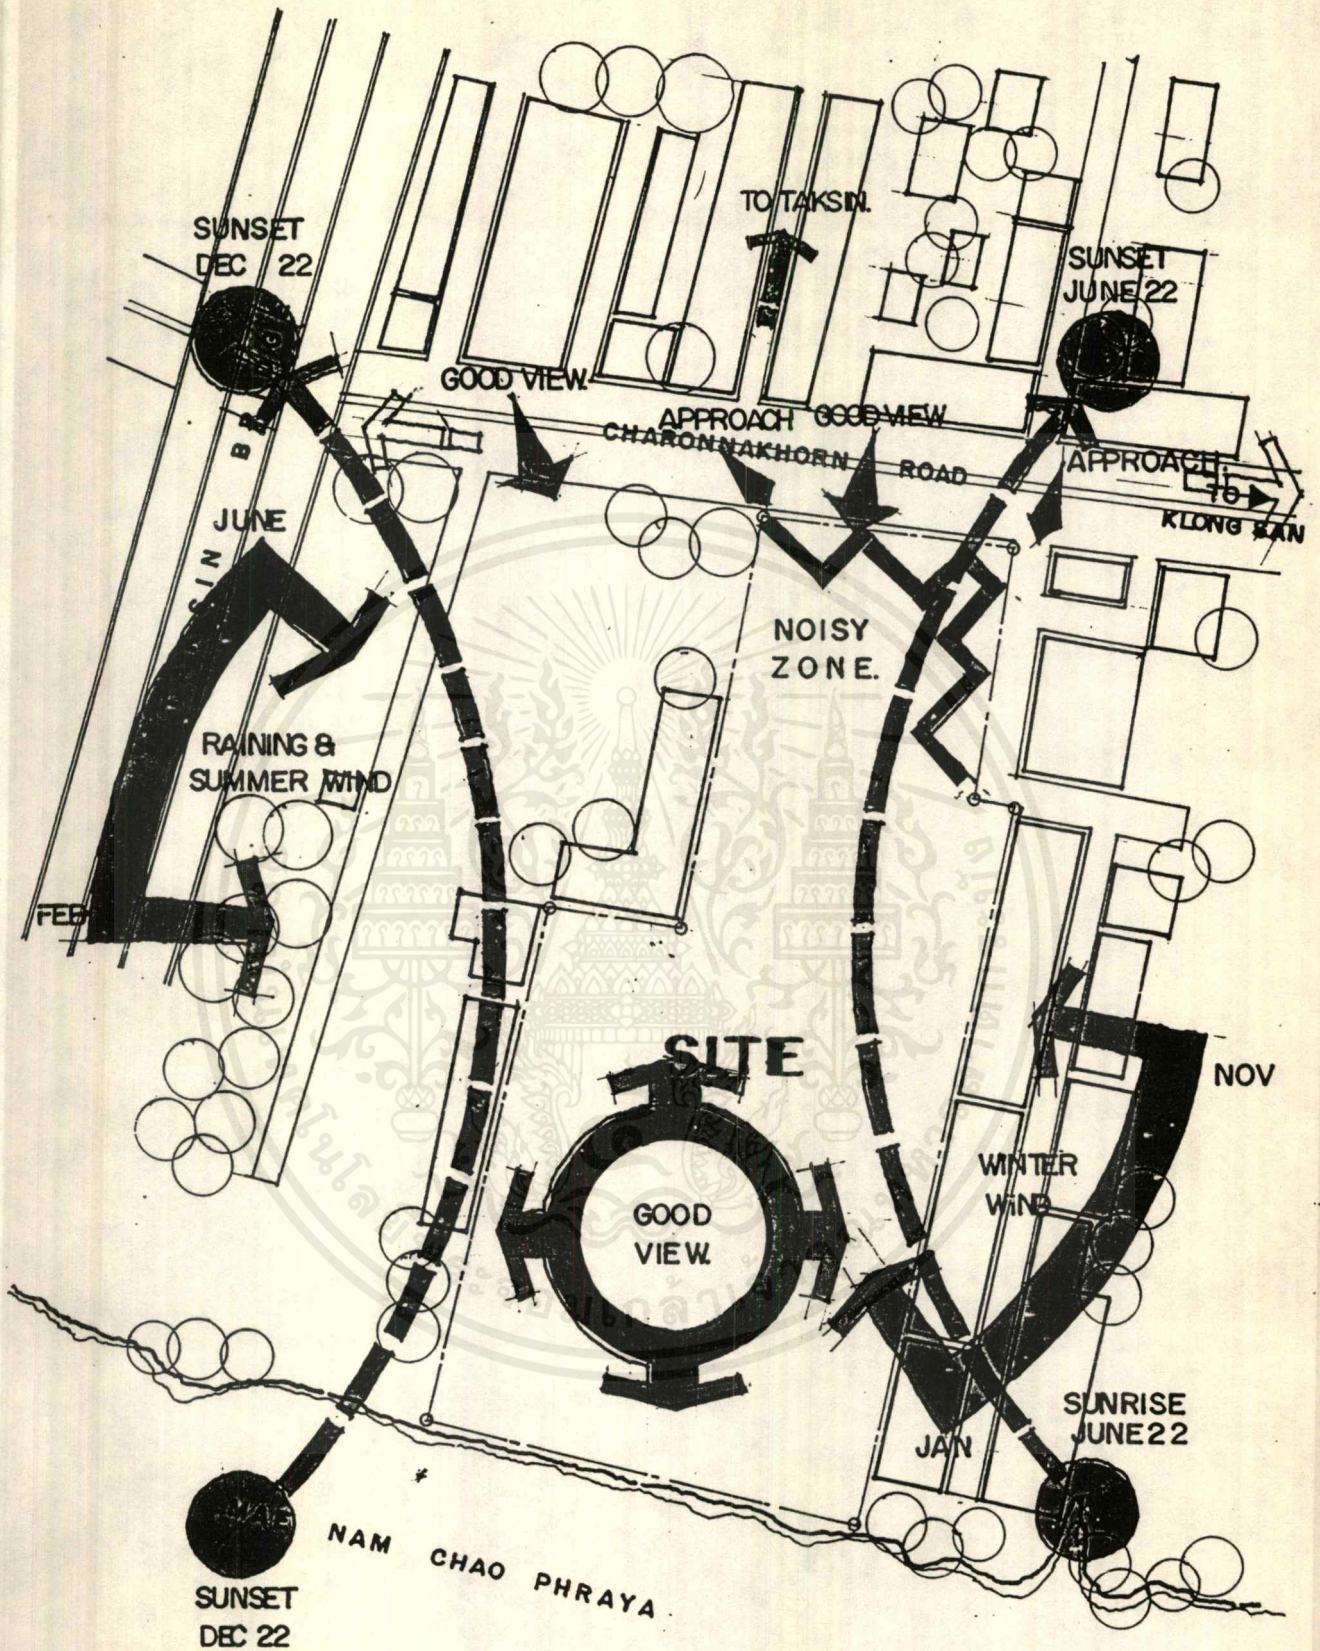 TO TAKSIN.
SUNSET
DEC 22
SUNSET
JUNE 22
GOOD VIEW.
APPROACH GOOD VIEW
CHARONNAKHORN ROAD
APPROACH.
TO
KLONG SAN
JUNE
NOISY
ZONE.
RAINING &
SUMMER WIND
FEB
SITE
NOV
WINTER
WIND
GOOD
VIEW.
SUNRISE
JUNE 22
JAN
NAM CHAO PHRAYA.
SUNSET
DEC 22